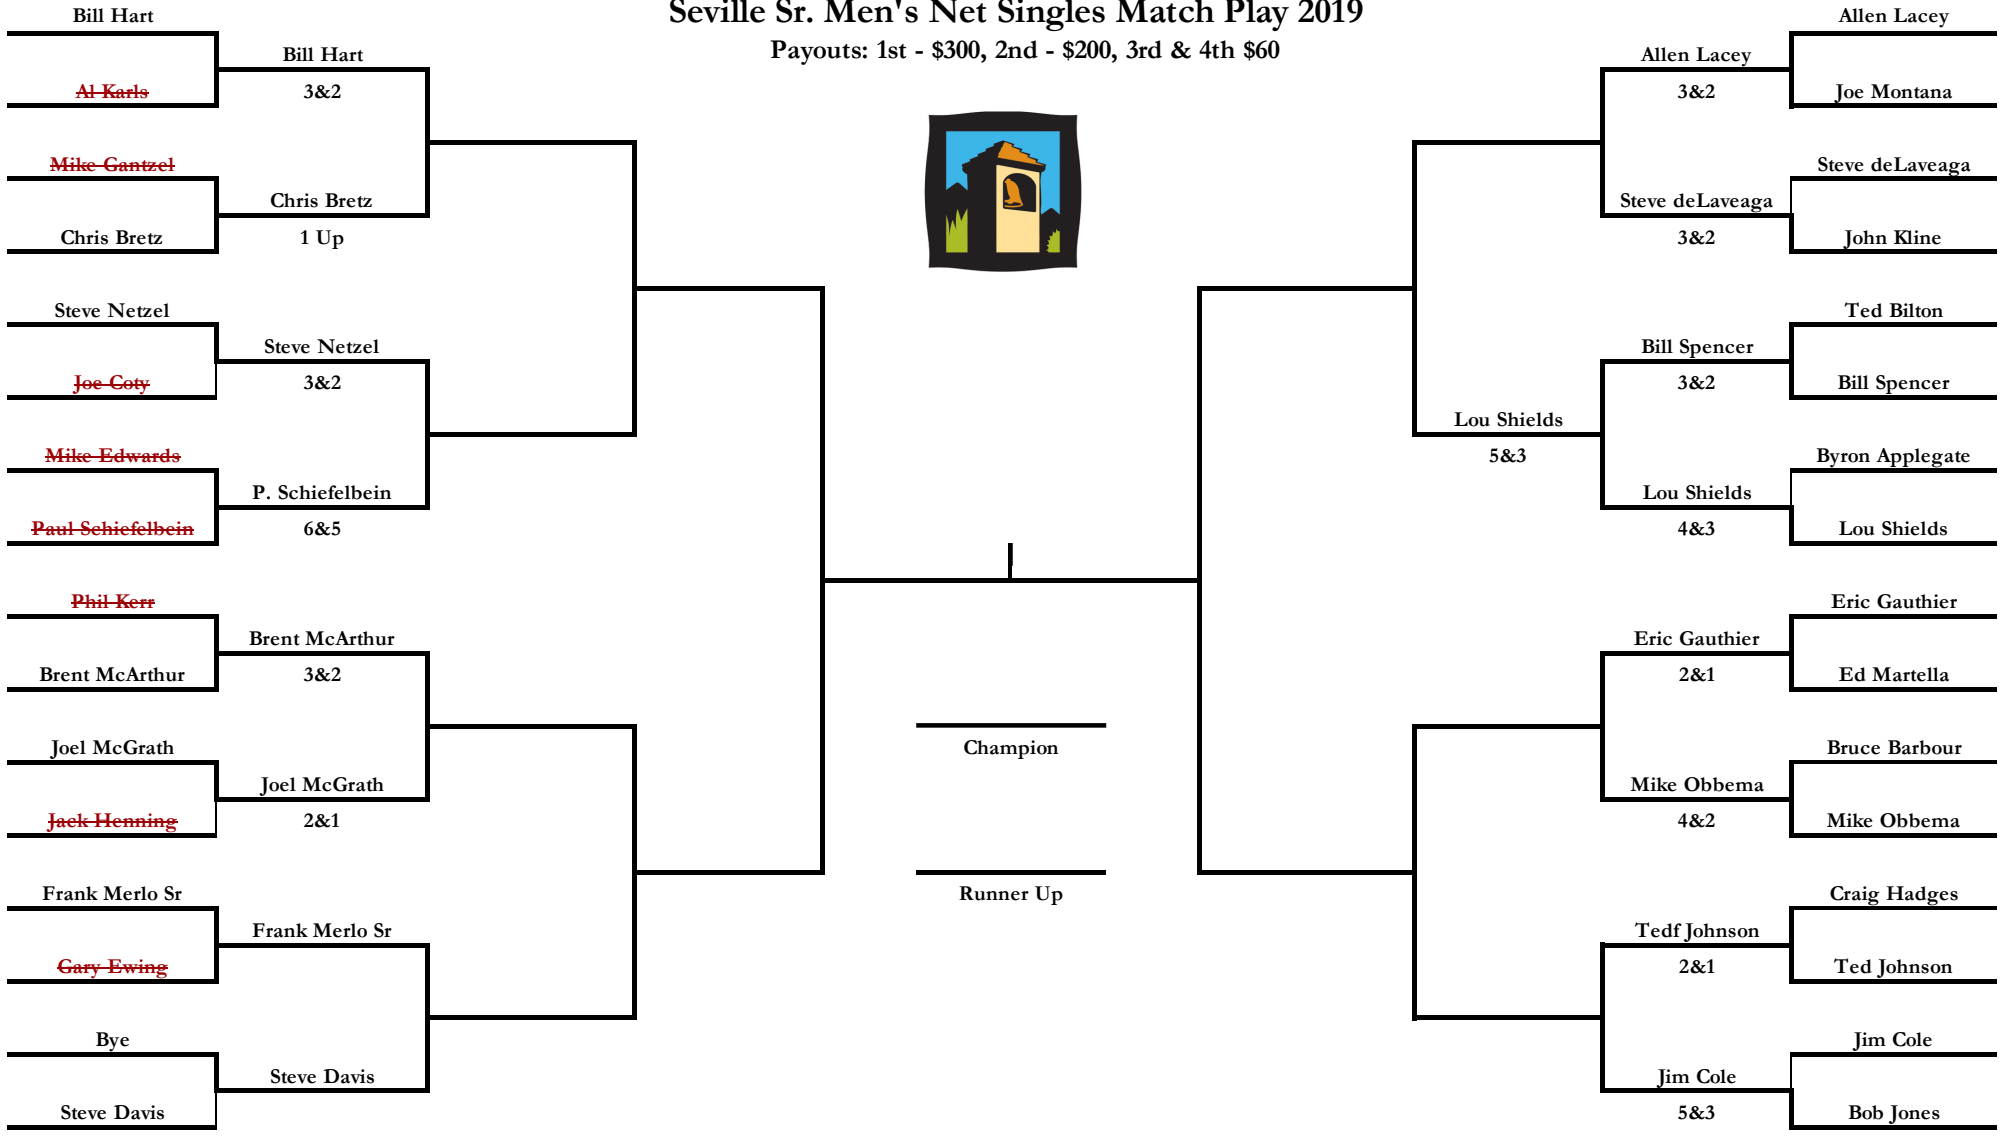 Seville Sr. Men's Net Singles Match Play 2019
Payouts: 1st - $300, 2nd - $200, 3rd & 4th $60
Bill Hart
Al Karls
Mike Gantzel
Chris Bretz
Steve Netzel
Joe Coty
Mike Edwards
Paul Schiefelbein
Phil Kerr
Brent McArthur
Joel McGrath
Jack Henning
Frank Merlo Sr
Gary Ewing
Bye
Steve Davis
Bill Hart
3&2
Chris Bretz
1 Up
Steve Netzel
3&2
P. Schiefelbein
6&5
Brent McArthur
3&2
Joel McGrath
2&1
Frank Merlo Sr
Steve Davis
Champion
Runner Up
Lou Shields
5&3
Allen Lacey
3&2
Steve deLaveaga
3&2
Bill Spencer
3&2
Lou Shields
4&3
Eric Gauthier
2&1
Mike Obbema
4&2
Tedf Johnson
2&1
Jim Cole
5&3
Allen Lacey
Joe Montana
Steve deLaveaga
John Kline
Ted Bilton
Bill Spencer
Byron Applegate
Lou Shields
Eric Gauthier
Ed Martella
Bruce Barbour
Mike Obbema
Craig Hadges
Ted Johnson
Jim Cole
Bob Jones